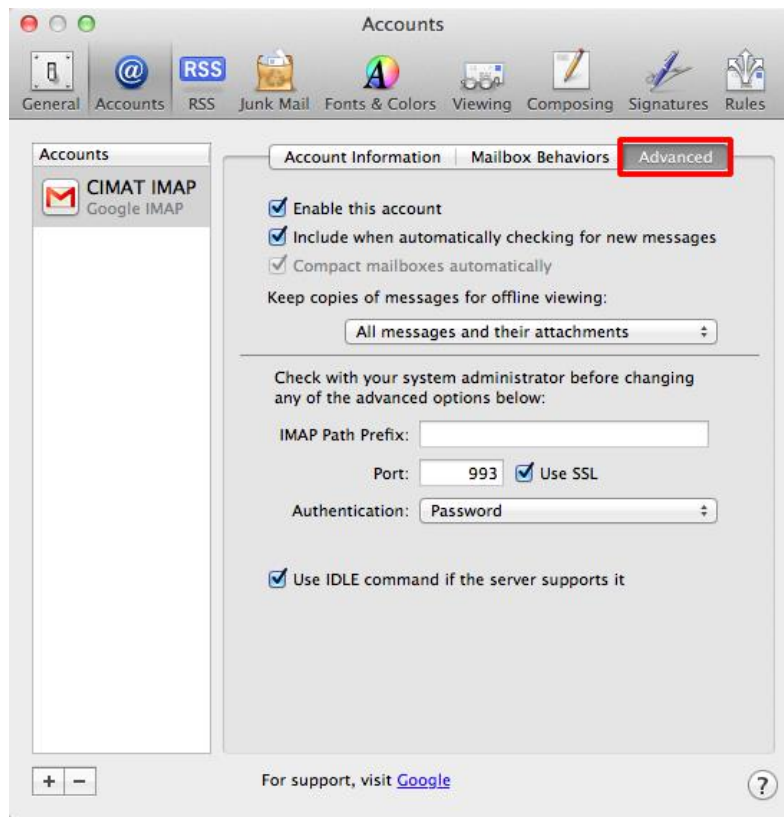 Accounts
General Accounts RSS Junk Mail Fonts & Colors Viewing Composing Signatures Rules
RSS
Accounts
CIMAT IMAP
Google IMAP
Account Information Mailbox Behaviors Advanced
Enable this account
Include when automatically checking for new messages
Compact mailboxes automatically
Keep copies of messages for offline viewing:
All messages and their attachments
Check with your system administrator before changing
any of the advanced options below:
IMAP Path Prefix:
Port: 993 Use SSL
Authentication: Password
Use IDLE command if the server supports it
+ − For support, visit Google ?